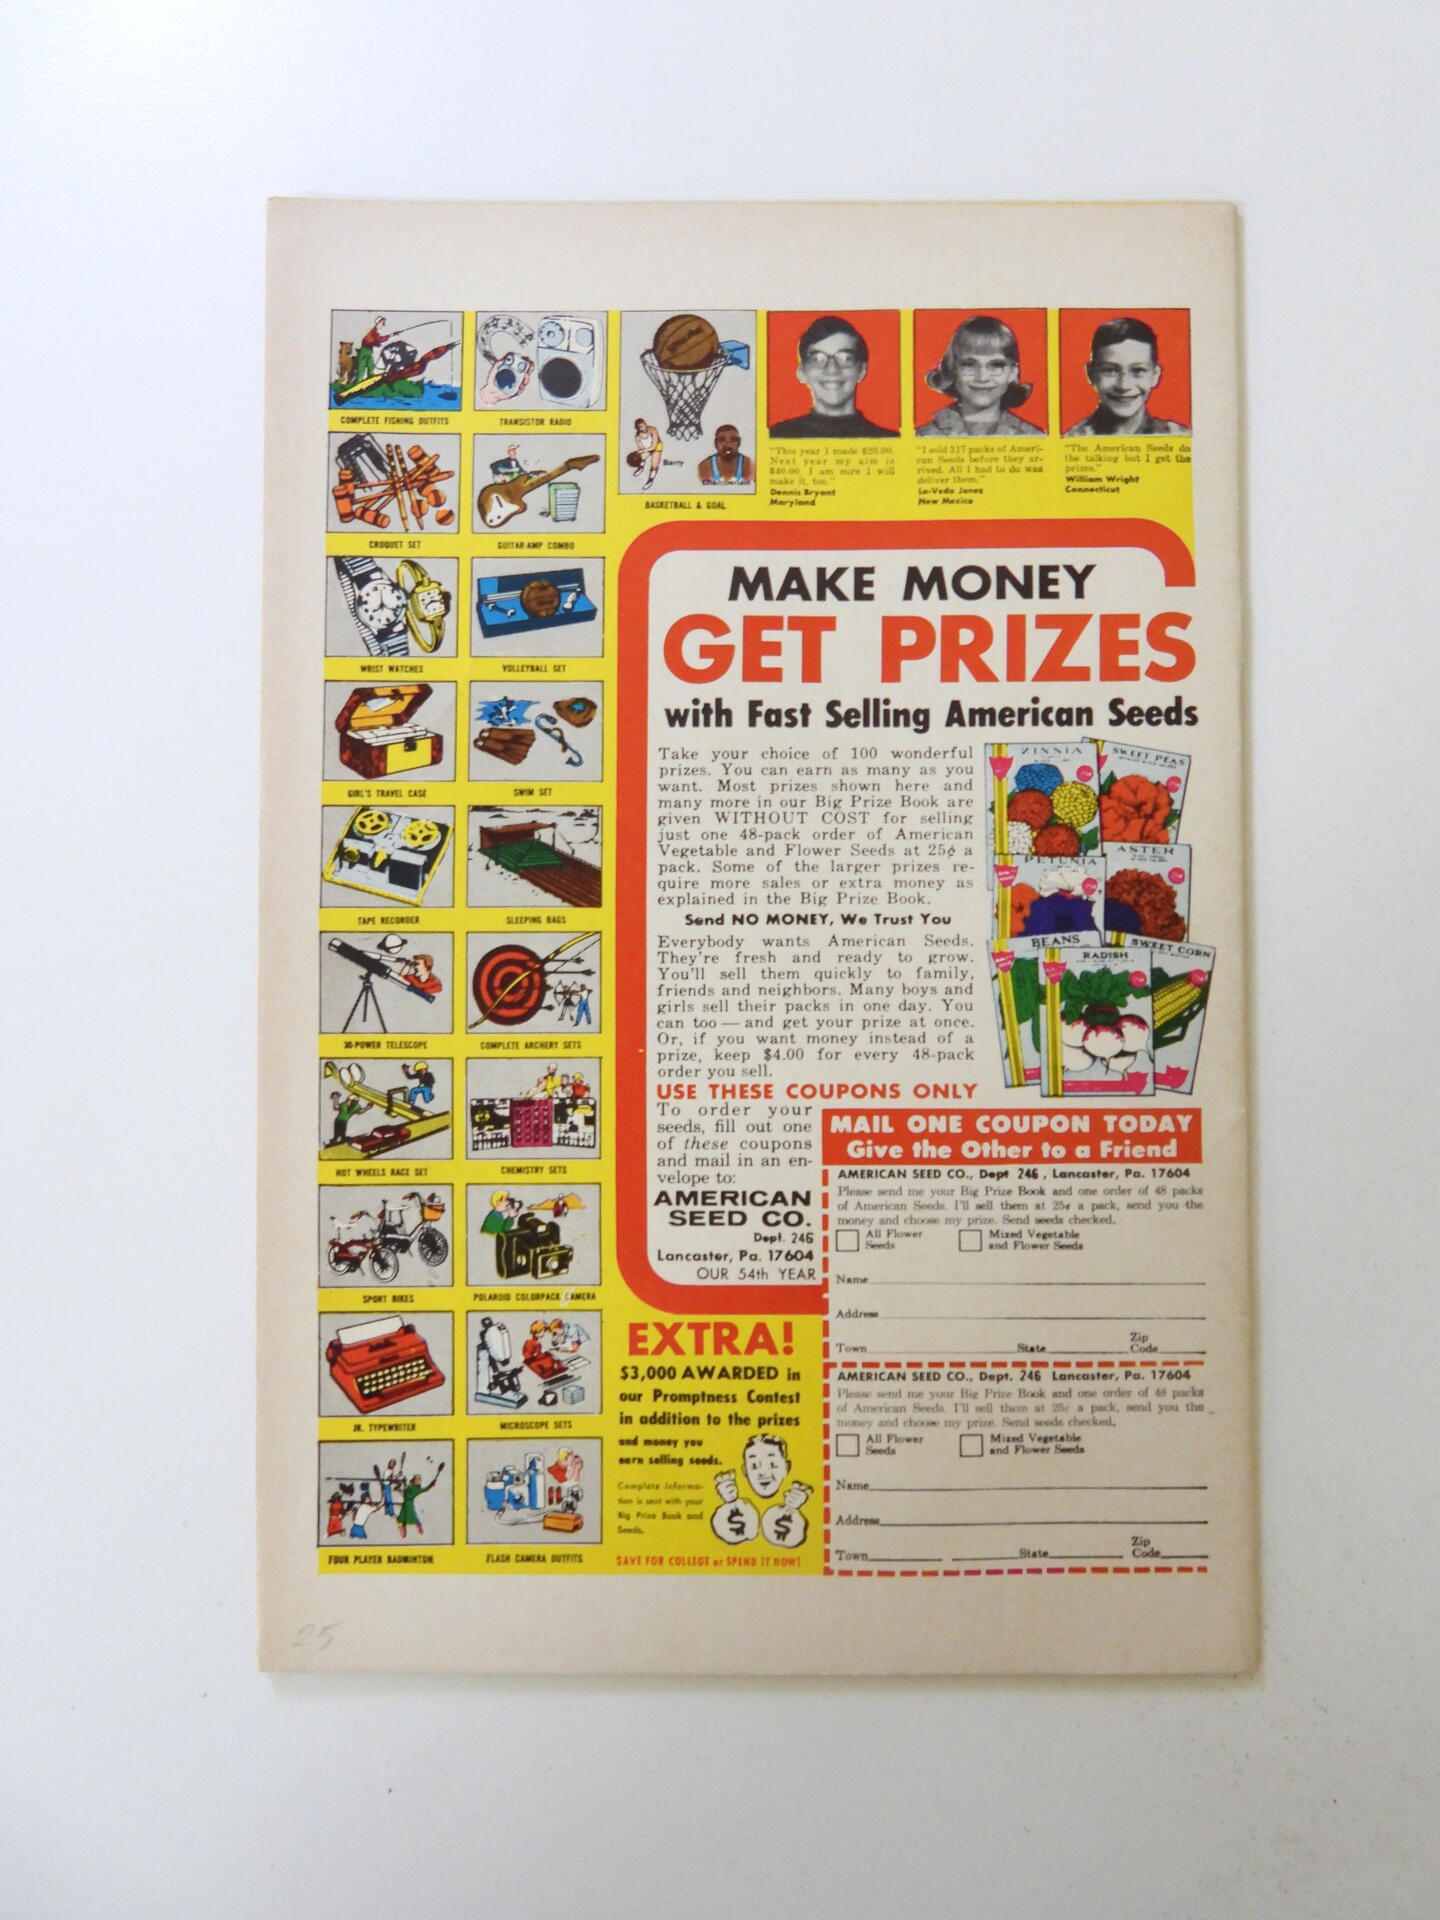 COMPLETE FISHING OUTFITS
TRANSISTOR RADIO
CROQUET SET
GUITAR-AMP COMBO
WRIST WATCHES
VOLLEYBALL SET
GIRL'S TRAVEL CASE
SWIM SET
TAPE RECORDER
SLEEPING BAGS
30-POWER TELESCOPE
COMPLETE ARCHERY SETS
HOT WHEELS RACE SET
CHEMISTRY SETS
SPORT BIKES
POLAROID COLORPACK CAMERA
JR. TYPEWRITER
MICROSCOPE SETS
FOUR PLAYER BADMINTON
FLASH CAMERA OUTFITS
Barry
Chamberlain
BASKETBALL & GOAL
"This year I made $20.00.
Next year my aim is
$40.00. I am sure I will
make it, too."
Dennis Bryant
Maryland
"I sold 317 packs of Ameri-
can Seeds before they ar-
rived. All I had to do was
deliver them."
La-Veda Jones
New Mexico
"The American Seeds do
the talking but I get the
prizes."
William Wright
Connecticut
MAKE MONEY
GET PRIZES
with Fast Selling American Seeds
Take your choice of 100 wonderful
prizes. You can earn as many as you
want. Most prizes shown here and
many more in our Big Prize Book are
given WITHOUT COST for selling
just one 48-pack order of American
Vegetable and Flower Seeds at 25¢ a
pack. Some of the larger prizes re-
quire more sales or extra money as
explained in the Big Prize Book.
Send NO MONEY, We Trust You
Everybody wants American Seeds.
They're fresh and ready to grow.
You'll sell them quickly to family,
friends and neighbors. Many boys and
girls sell their packs in one day. You
can too — and get your prize at once.
Or, if you want money instead of a
prize, keep $4.00 for every 48-pack
order you sell.
ZINNIA
SWEET PEAS
PETUNIA
ASTER
BEANS
RADISH
SWEET CORN
USE THESE COUPONS ONLY
To order your
seeds, fill out one
of these coupons
and mail in an en-
velope to:
AMERICAN
SEED CO.
Dept. 246
Lancaster, Pa. 17604
OUR 54th YEAR
MAIL ONE COUPON TODAY
Give the Other to a Friend
AMERICAN SEED CO., Dept 246, Lancaster, Pa. 17604
Please send me your Big Prize Book and one order of 48 packs
of American Seeds. I'll sell them at 25¢ a pack, send you the
money and choose my prize. Send seeds checked.
All Flower
Seeds
Mixed Vegetable
and Flower Seeds
Name
Address
Town State Zip Code
AMERICAN SEED CO., Dept. 246 Lancaster, Pa. 17604
Please send me your Big Prize Book and one order of 48 packs
of American Seeds. I'll sell them at 25¢ a pack, send you the
money and choose my prize. Send seeds checked.
All Flower
Seeds
Mixed Vegetable
and Flower Seeds
Name
Address
Town State Zip Code
EXTRA!
$3,000 AWARDED in
our Promptness Contest
in addition to the prizes
and money you
earn selling seeds.
Complete informa-
tion is sent with your
Big Prize Book and
Seeds.
$ $
SAVE FOR COLLEGE or SPEND IT NOW!
25